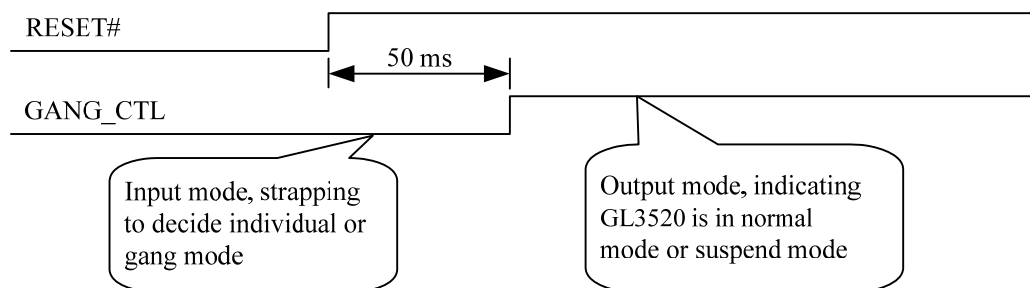 RESET#
50 ms
GANG_CTL
Input mode, strapping
to decide individual or
gang mode
Output mode, indicating
GL3520 is in normal
mode or suspend mode